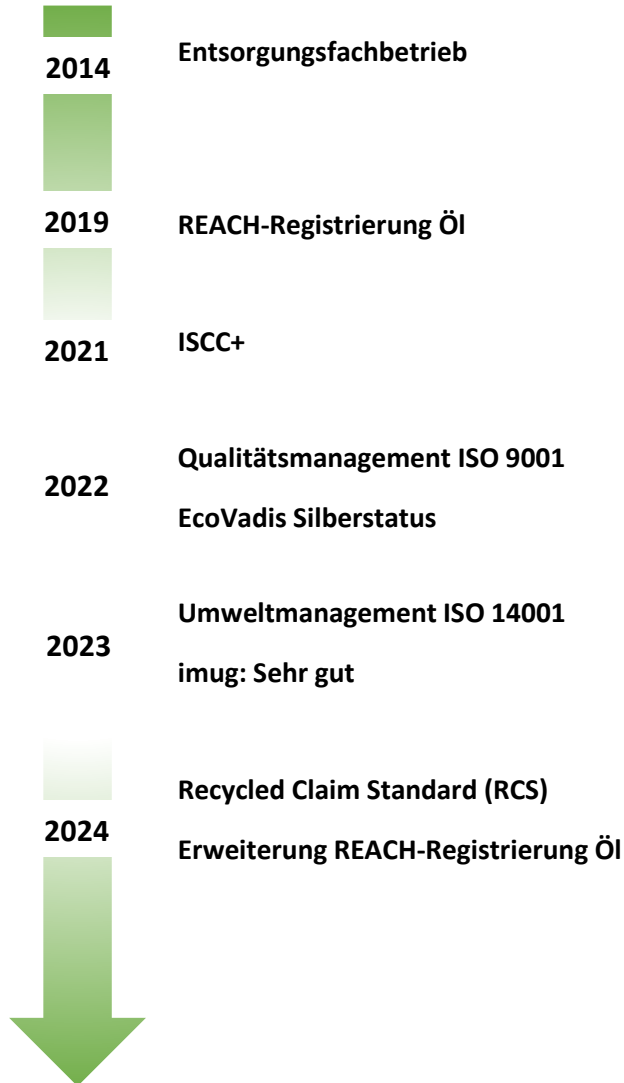 2014
Entsorgungsfachbetrieb
2019
REACH-Registrierung Öl
2021
ISCC+
2022
Qualitätsmanagement ISO 9001
EcoVadis Silberstatus
2023
Umweltmanagement ISO 14001
imug: Sehr gut
2024
Recycled Claim Standard (RCS)
Erweiterung REACH-Registrierung Öl